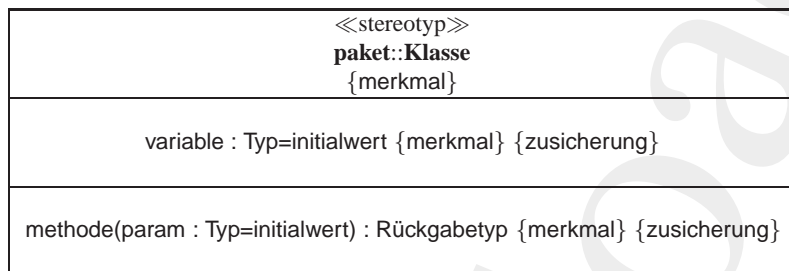 ≪stereotyp≫
paket::Klasse
{merkmal}
variable : Typ=initialwert {merkmal} {zusicherung}
methode(param : Typ=initialwert) : Rückgabetyp {merkmal} {zusicherung}